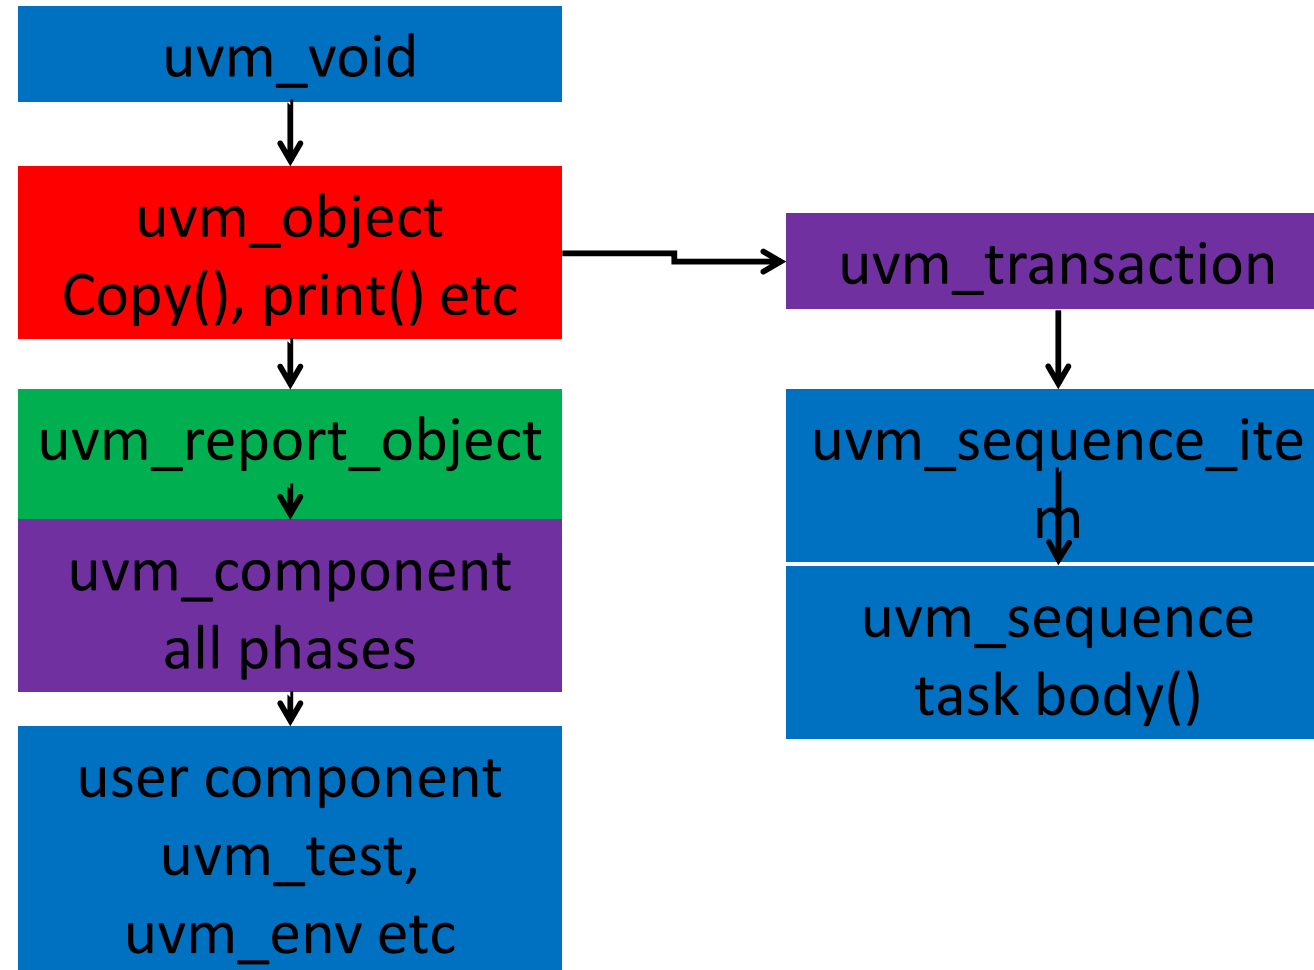 uvm_void
uvm_object
Copy(), print() etc
uvm_report_object
uvm_component
all phases
user component
uvm_test,
uvm_env etc
uvm_transaction
uvm_sequence_ite
m
uvm_sequence
task body()